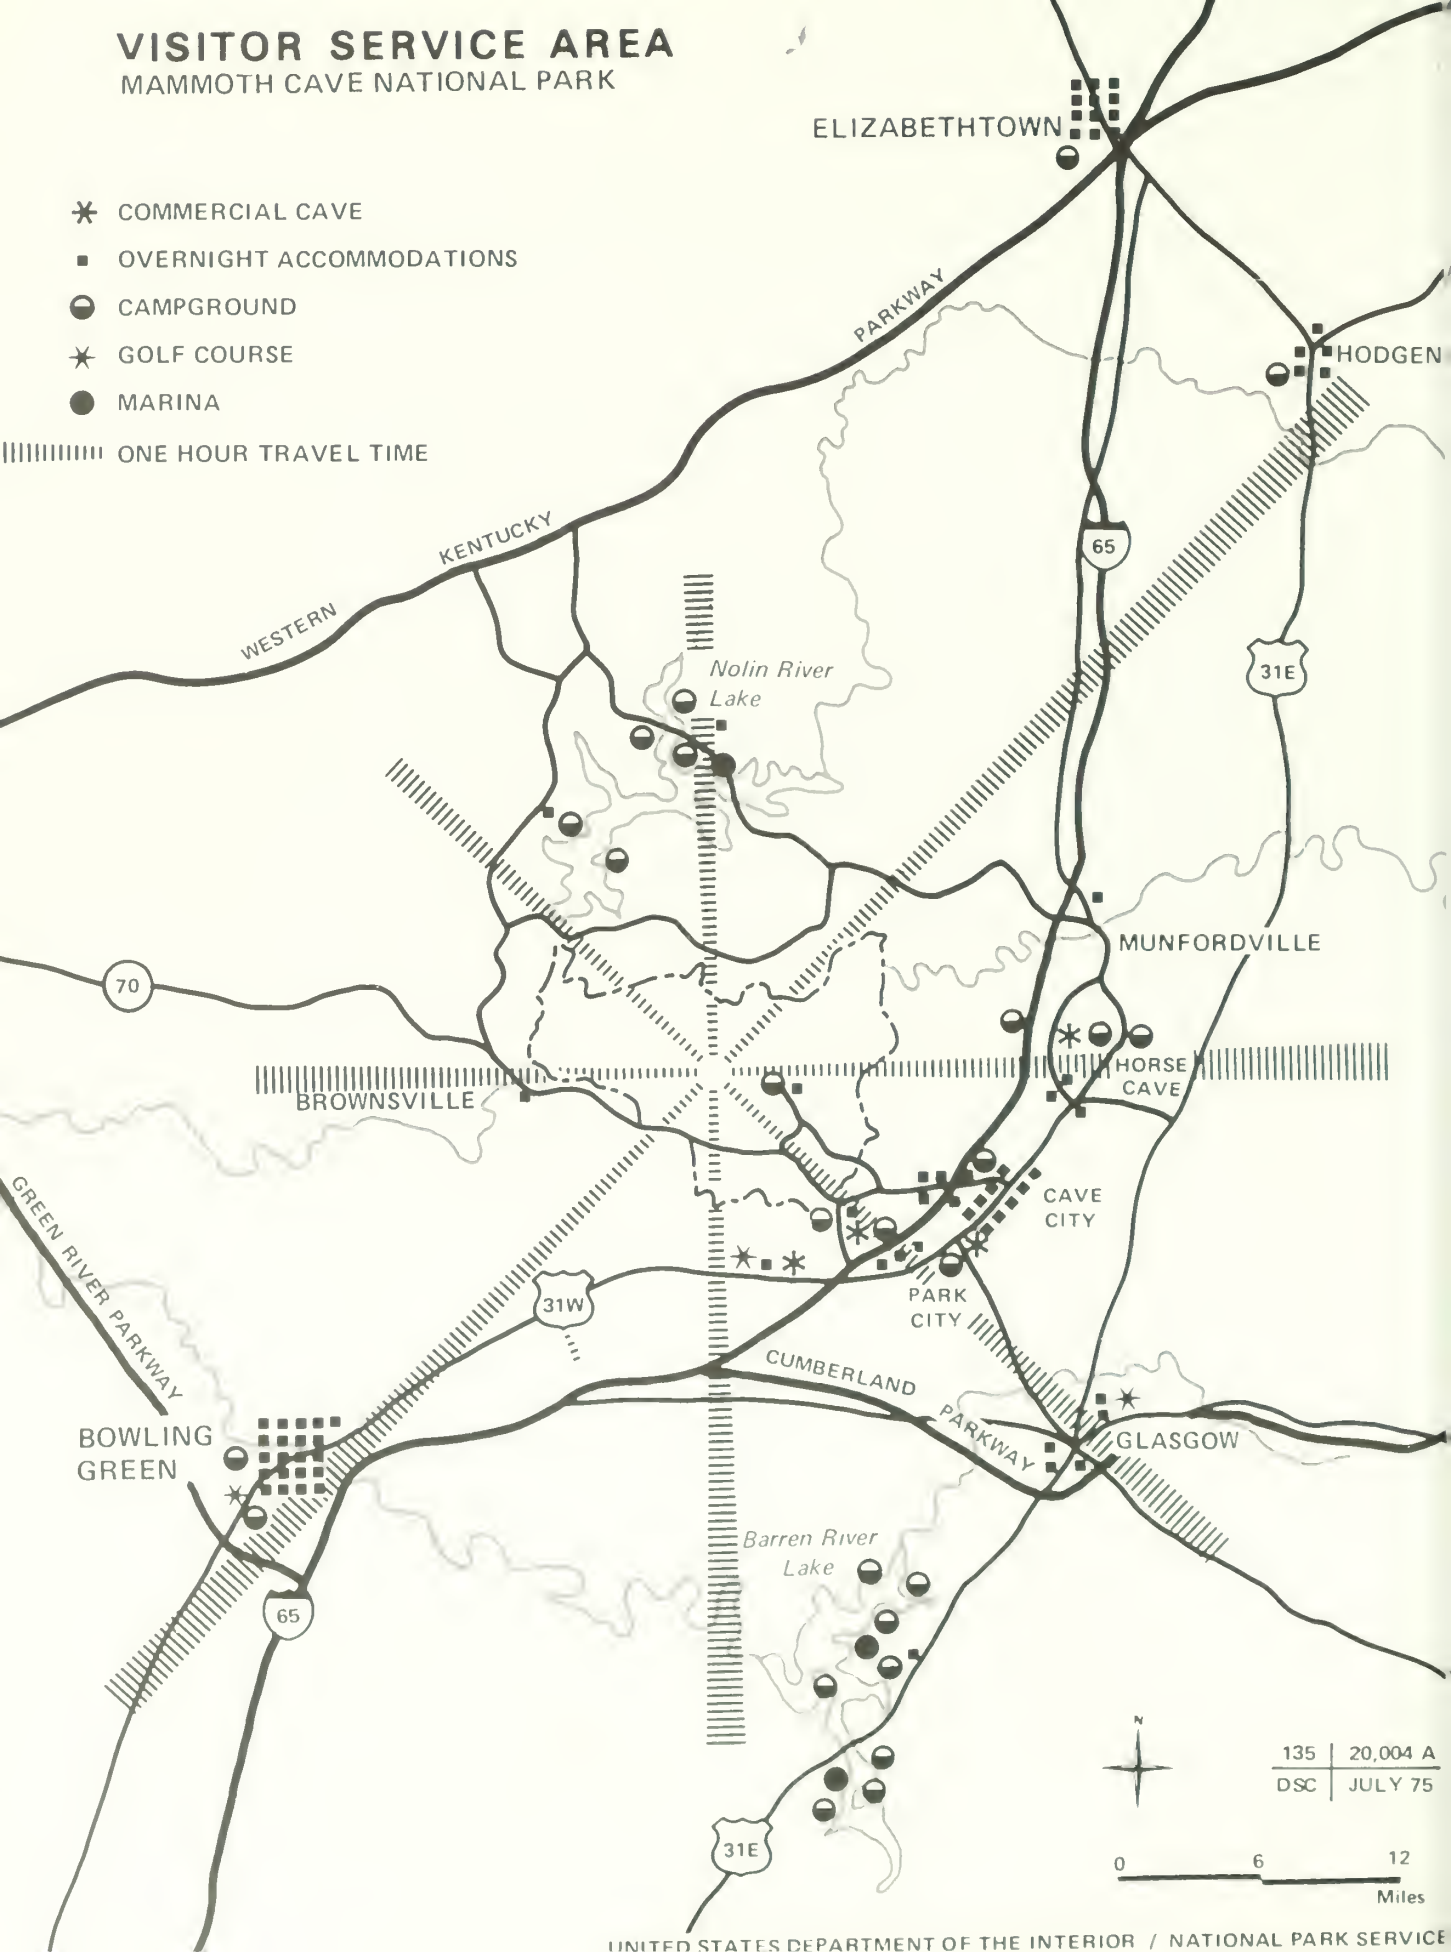 VISITOR SERVICE AREA
MAMMOTH CAVE NATIONAL PARK
ELIZABETHTOWN
COMMERCIAL CAVE
OVERNIGHT ACCOMMODATIONS
CAMPGROUND
GOLF COURSE
MARINA
ONE HOUR TRAVEL TIME
PARKWAY
HODGEN
KENTUCKY
WESTERN
65
31E
Nolin River
Lake
MUNFORDVILLE
70
HORSE
CAVE
BROWNSVILLE
CAVE
CITY
GREEN RIVER PARKWAY
31W
PARK
CITY
CUMBERLAND
PARKWAY
BOWLING
GREEN
GLASGOW
Barren River
Lake
65
N
135 20,004 A
DSC JULY 75
31E
0 6 12
Miles
UNITED STATES DEPARTMENT OF THE INTERIOR / NATIONAL PARK SERVICE